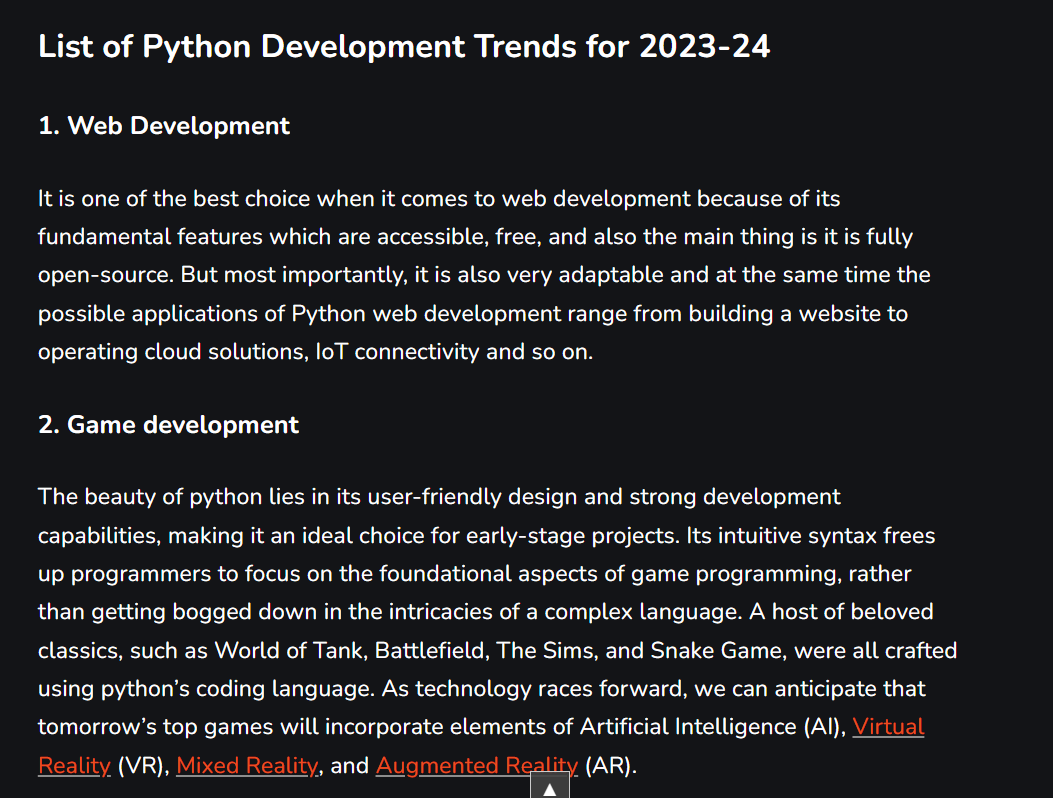 List of Python Development Trends for 2023-24
1. Web Development
It is one of the best choice when it comes to web development because of its
fundamental features which are accessible, free, and also the main thing is it is fully
open-source. But most importantly, it is also very adaptable and at the same time the
possible applications of Python web development range from building a website to
operating cloud solutions, IoT connectivity and so on.
2. Game development
The beauty of python lies in its user-friendly design and strong development
capabilities, making it an ideal choice for early-stage projects. Its intuitive syntax frees
up programmers to focus on the foundational aspects of game programming, rather
than getting bogged down in the intricacies of a complex language. A host of beloved
classics, such as World of Tank, Battlefield, The Sims, and Snake Game, were all crafted
using python’s coding language. As technology races forward, we can anticipate that
tomorrow’s top games will incorporate elements of Artificial Intelligence (AI), Virtual
Reality (VR), Mixed Reality, and Augmented Reality (AR).